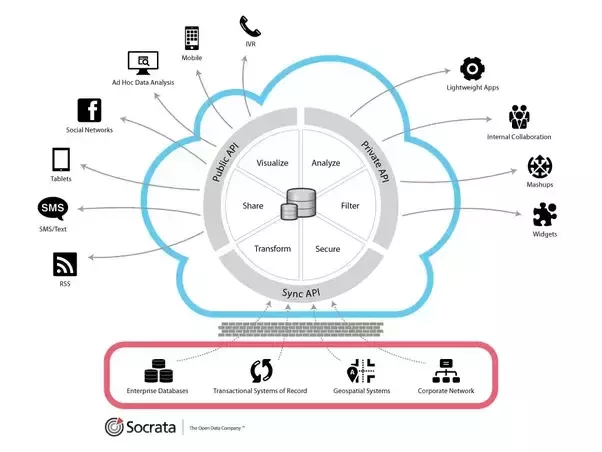 IVR
Mobile
Ad Hoc Data Analysis
Lightweight Apps
Social Networks
Internal Collaboration
Public API
Private API
Visualize
Analyze
Tablets
Mashups
Share
Filter
SMS
SMS/Text
Widgets
Transform
Secure
RSS
Sync API
A
Enterprise Databases
Transactional Systems of Record
Geospatial Systems
Corporate Network
Socrata
The Open Data Company™